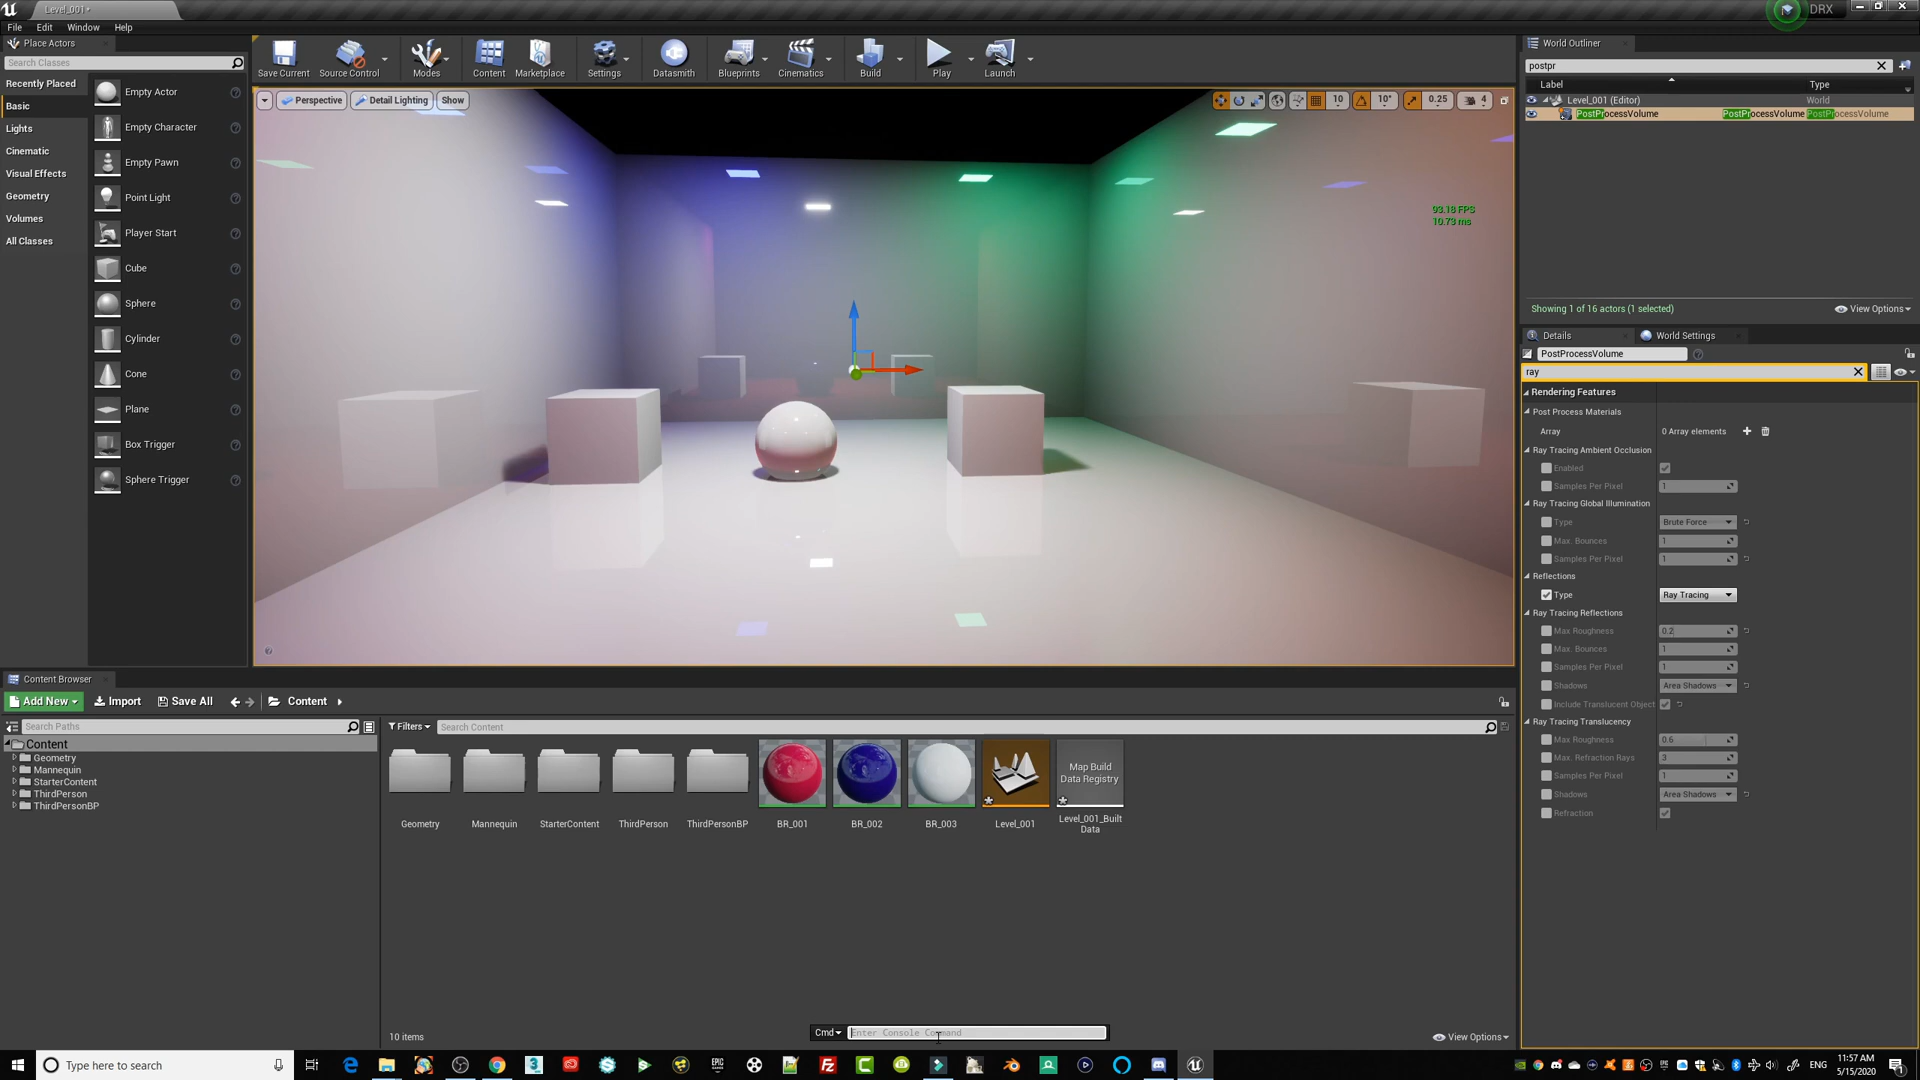 Level_001*
DRX
File Edit Window Help
Place Actors
Search Classes
Recently Placed
Basic
Lights
Cinematic
Visual Effects
Geometry
Volumes
All Classes
Empty Actor
Empty Character
Empty Pawn
Point Light
Player Start
Cube
Sphere
Cylinder
Cone
Plane
Box Trigger
Sphere Trigger
Save Current
Source Control
Modes
Content
Marketplace
Settings
Datasmith
Blueprints
Cinematics
Build
Play
Launch
Perspective
Detail Lighting
Show
10
10°
0.25
4
93.18 FPS
10.73 ms
World Outliner
postpr
Label Type
Level_001 (Editor) World
PostProcessVolume PostProcessVolume PostProcessVolume
Showing 1 of 16 actors (1 selected)
View Options
Details
World Settings
PostProcessVolume
ray
Rendering Features
Post Process Materials
Array 0 Array elements
Ray Tracing Ambient Occlusion
Enabled
Samples Per Pixel 1
Ray Tracing Global Illumination
Type Brute Force
Max. Bounces 1
Samples Per Pixel 1
Reflections
Type Ray Tracing
Ray Tracing Reflections
Max Roughness 0.2
Max. Bounces 1
Samples Per Pixel 1
Shadows Area Shadows
Include Translucent Object
Ray Tracing Translucency
Max Roughness 0.6
Max. Refraction Rays 3
Samples Per Pixel 1
Shadows Area Shadows
Refraction
Content Browser
Add New
Import
Save All
Content
Search Paths
Filters
Search Content
Content
Geometry
Mannequin
StarterContent
ThirdPerson
ThirdPersonBP
Map Build
Data Registry
Geometry
Mannequin
StarterContent
ThirdPerson
ThirdPersonBP
BR_001
BR_002
BR_003
Level_001
Level_001_Built
Data
10 items
Cmd
Enter Console Command
View Options
Type here to search
ENG
11:57 AM
5/15/2020